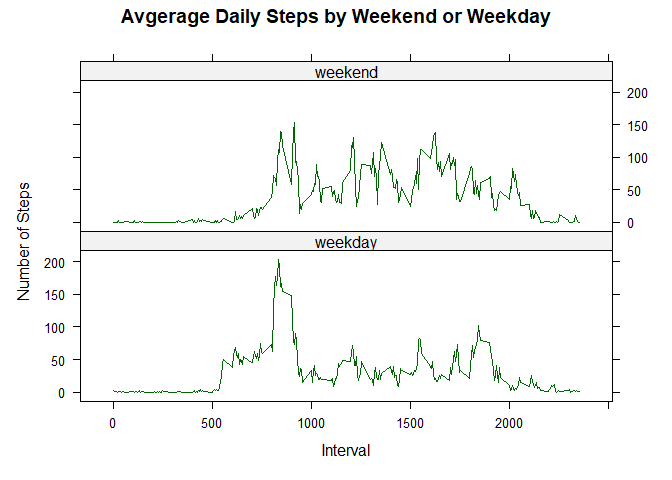 Avgerage Daily Steps by Weekend or Weekday
weekend
200
150
100
50
0
weekday
200
150
100
50
0
Number of Steps
0 500 1000 1500 2000
Interval